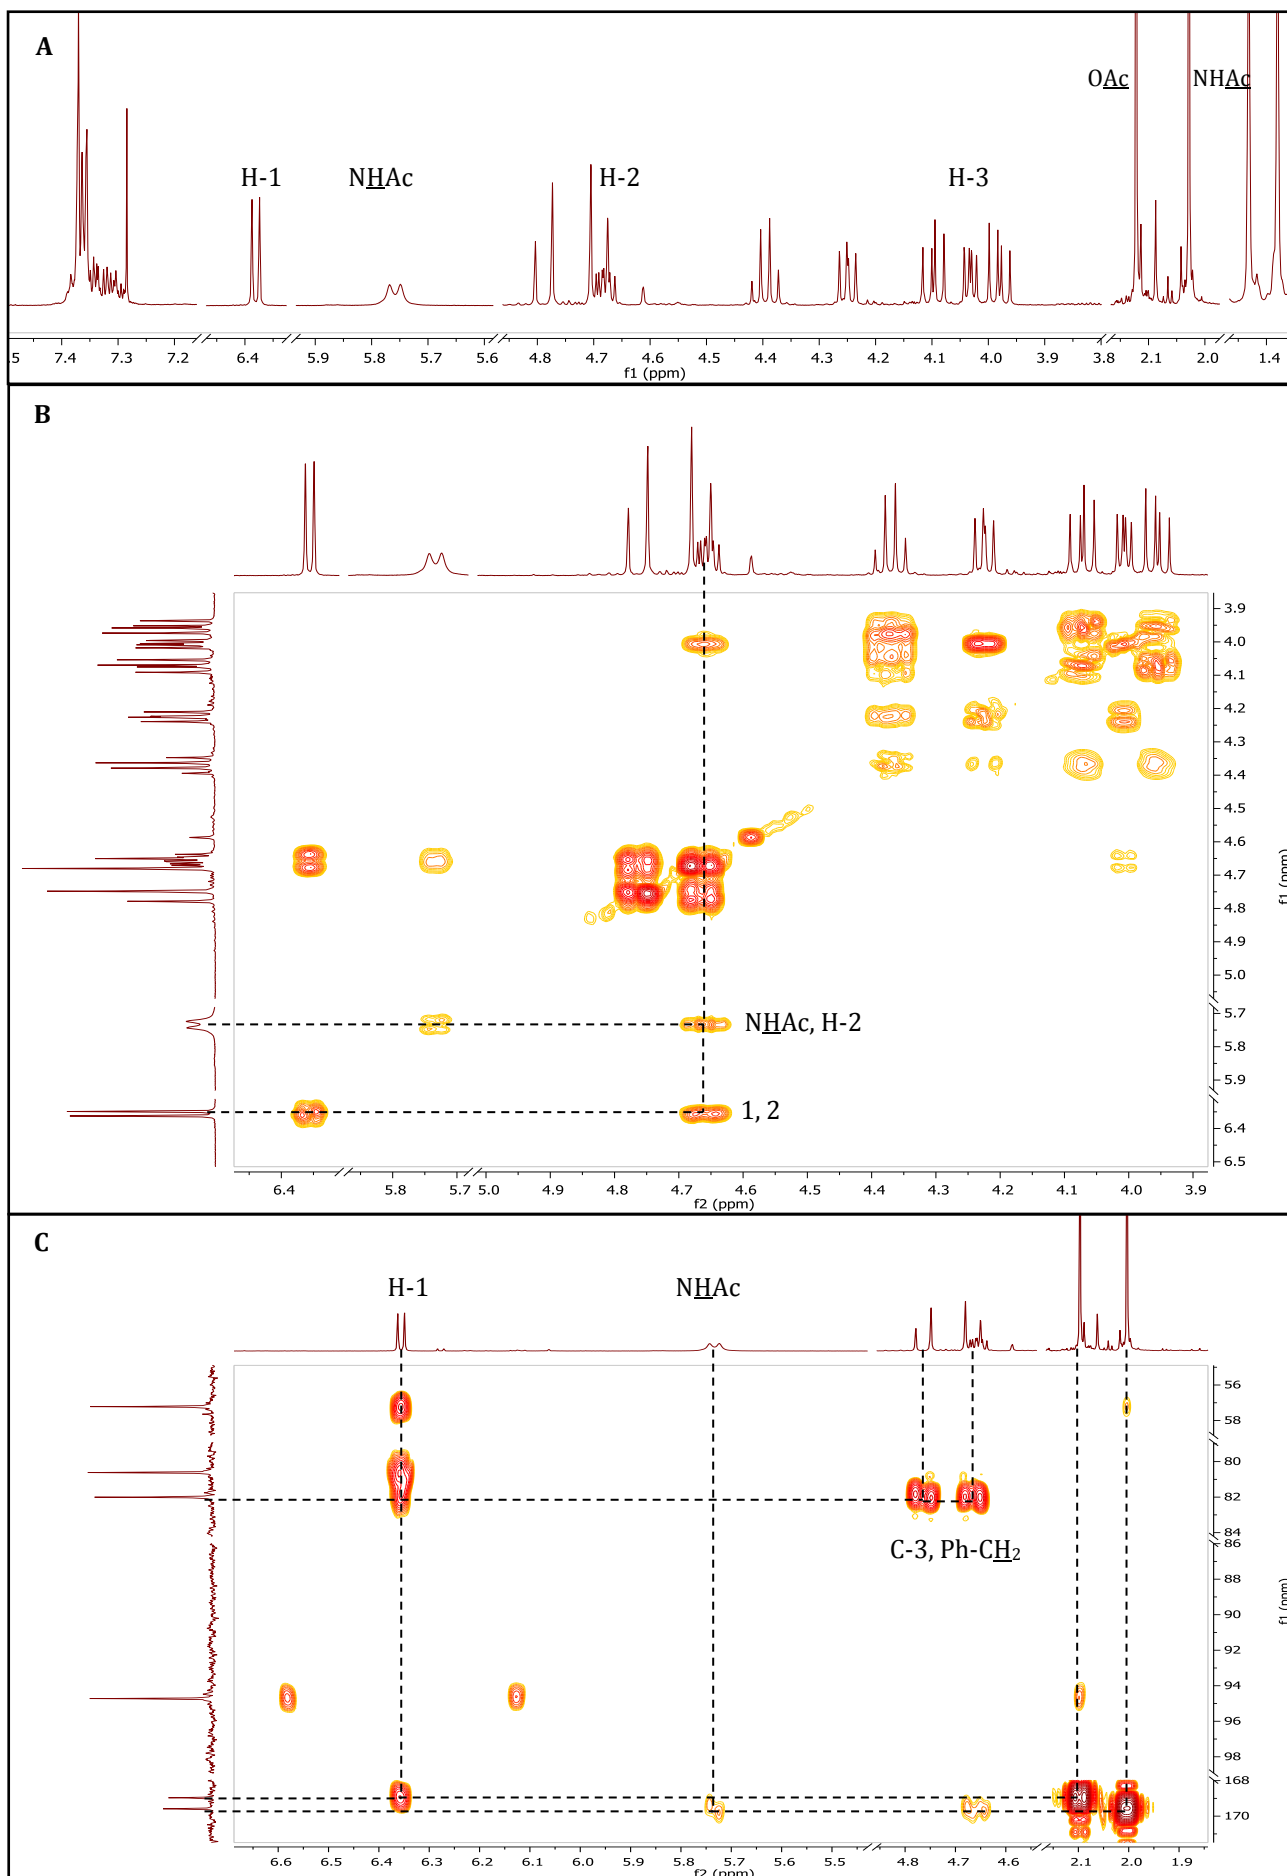 A
OAc NHAc
H-1 NHAc H-2 H-3
5 7.4 7.3 7.2 6.4 5.9 5.8 5.7 5.6 4.8 4.7 4.6 4.5 4.4 4.3 4.2 4.1 4.0 3.9 3.8 2.1 2.0 1.4
f1 (ppm)
B
3.9
4.0
4.1
4.2
4.3
4.4
4.5
4.6
4.7
4.8
4.9
5.0
5.7
5.8
5.9
6.4
6.5
f1 (ppm)
NHAc, H-2
1, 2
6.4 5.8 5.7 5.0 4.9 4.8 4.7 4.6 4.5 4.4 4.3 4.2 4.1 4.0 3.9
f2 (ppm)
C
H-1 NHAc
56
58
80
82
84
86
88
90
92
94
96
98
168
170
f1 (ppm)
C-3, Ph-CH₂
6.6 6.5 6.4 6.3 6.2 6.1 6.0 5.9 5.8 5.7 5.6 5.5 4.8 4.7 4.6 2.1 2.0 1.9
f2 (ppm)